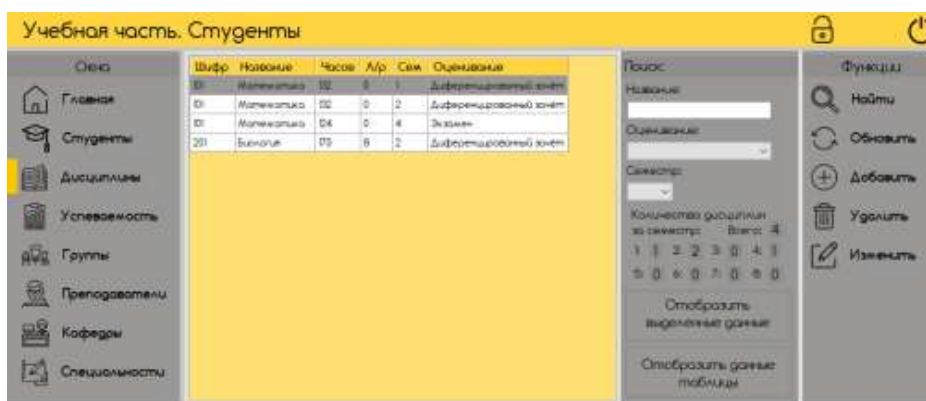 Учебная часть. Студенты
Окна
Главная
Студенты
Дисциплины
Успеваемость
Группы
Преподаватели
Кафедры
Специальности
Шифр Название Часов Л/р Сем Оценивание
101 Математика 132 0 1 Диференцированный зачёт
101 Математика 132 0 2 Диференцированный зачёт
101 Математика 124 0 4 Экзамен
201 Биология 173 8 2 Диференцированный зачёт
Поиск:
Название:
Оценивание:
Семестр:
Количество дисциплин
за семестр: Всего: 4
1: 1 2: 2 3: 0 4: 1
5: 0 6: 0 7: 0 8: 0
Отобразить
выделенные данные
Отобразить данные
таблицы
Функции
Найти
Обновить
Добавить
Удалить
Изменить